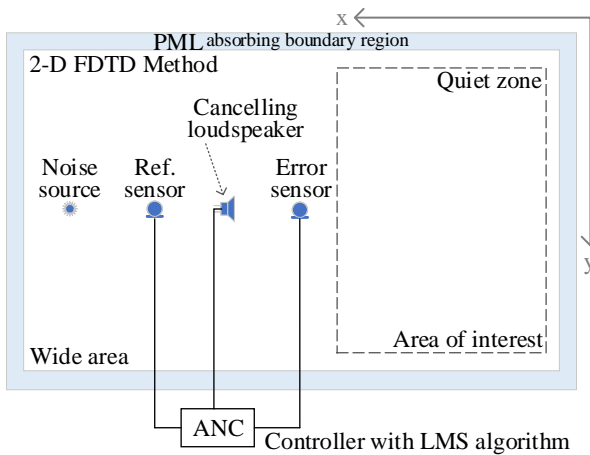 x
PML absorbing boundary region
2-D FDTD Method
Quiet zone
Cancelling
loudspeaker
Noise
source
Ref.
sensor
Error
sensor
y
Wide area
Area of interest
ANC
Controller with LMS algorithm